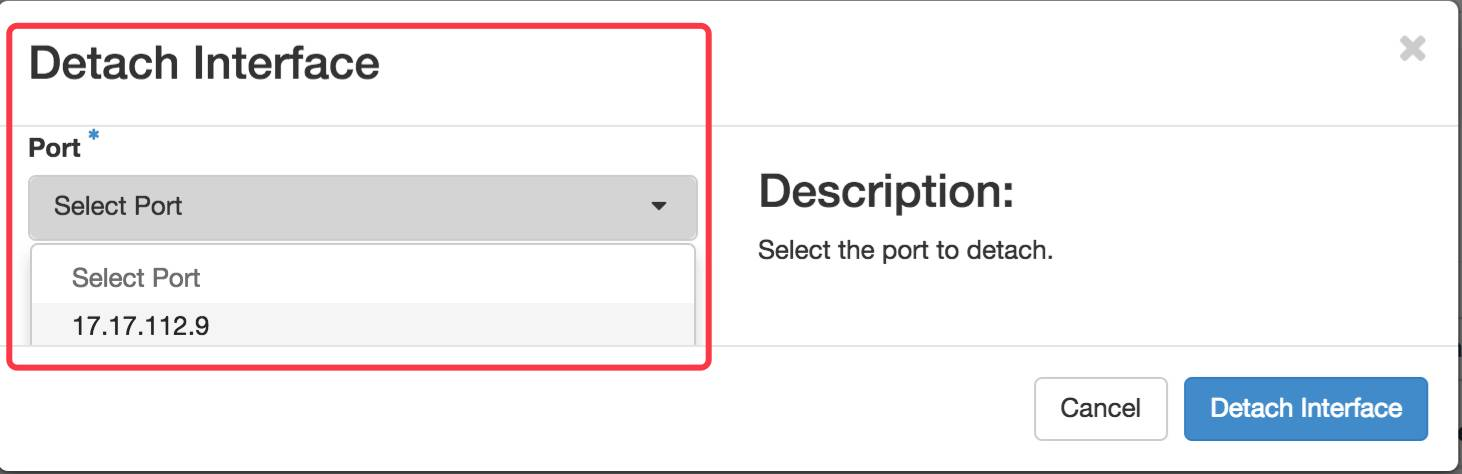 Detach Interface
Port *
Select Port
Select Port
17.17.112.9
Description:
Select the port to detach.
Cancel
Detach Interface